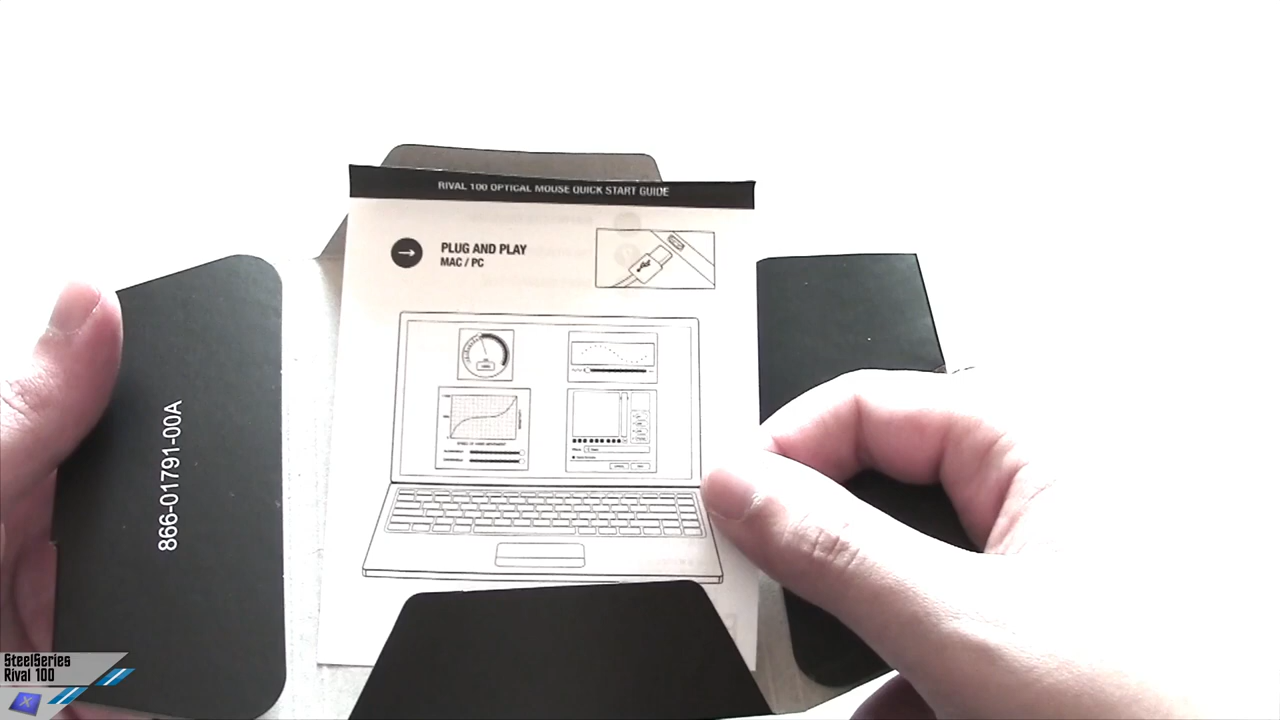 RIVAL 100 OPTICAL MOUSE QUICK START GUIDE
PLUG AND PLAY
MAC / PC
866-01791-00A
SteelSeries
Rival 100